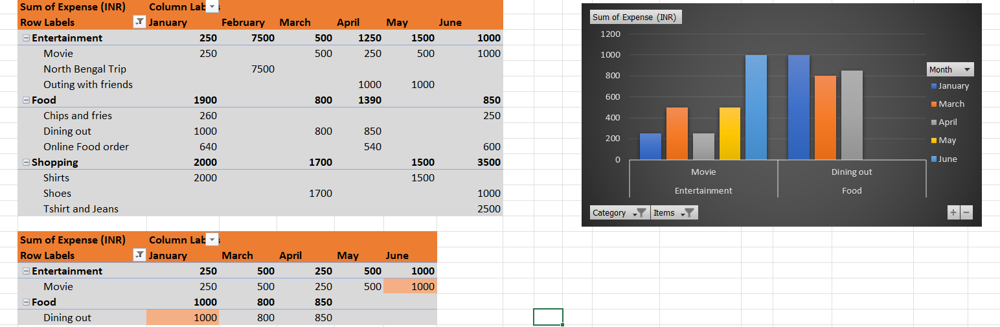 Sum of Expense (INR) Column Lab s
Row Labels January February March April May June
Entertainment 250 7500 500 1250 1500 1000
Movie 250 500 250 500 1000
North Bengal Trip 7500
Outing with friends 1000 1000
Food 1900 800 1390 850
Chips and fries 260 250
Dining out 1000 800 850
Online Food order 640 540 600
Shopping 2000 1700 1500 3500
Shirts 2000 1500
Shoes 1700 1000
Tshirt and Jeans 2500
Sum of Expense (INR) Column Lab s
Row Labels January March April May June
Entertainment 250 500 250 500 1000
Movie 250 500 250 500 1000
Food 1000 800 850
Dining out 1000 800 850
Sum of Expense (INR)
1200
1000
800
600
400
200
0
Movie Dining out
Entertainment Food
Month
January
March
April
May
June
Category Items
+ −